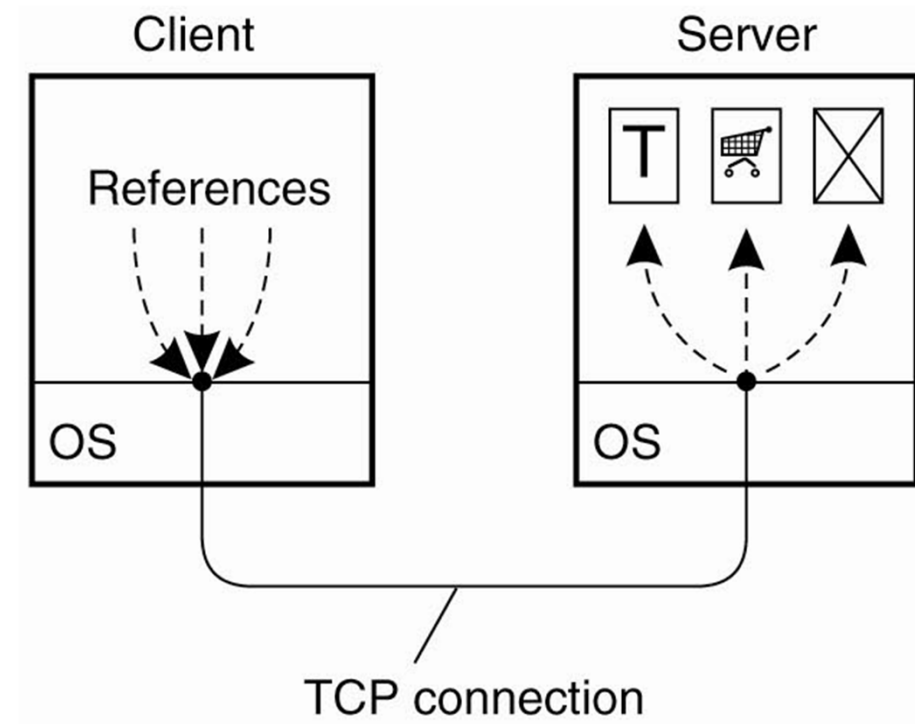 Client
Server
T
References
OS
OS
TCP connection